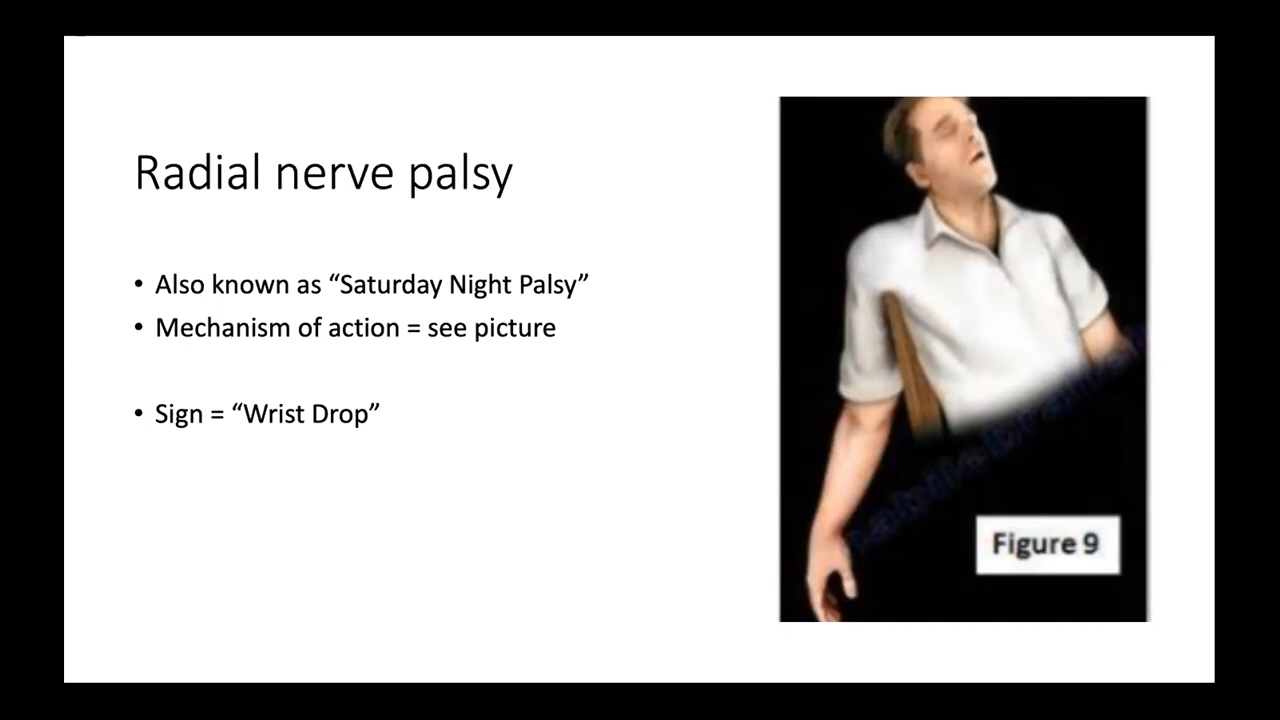 Radial nerve palsy
• Also known as “Saturday Night Palsy”
• Mechanism of action = see picture
• Sign = “Wrist Drop”
Figure 9